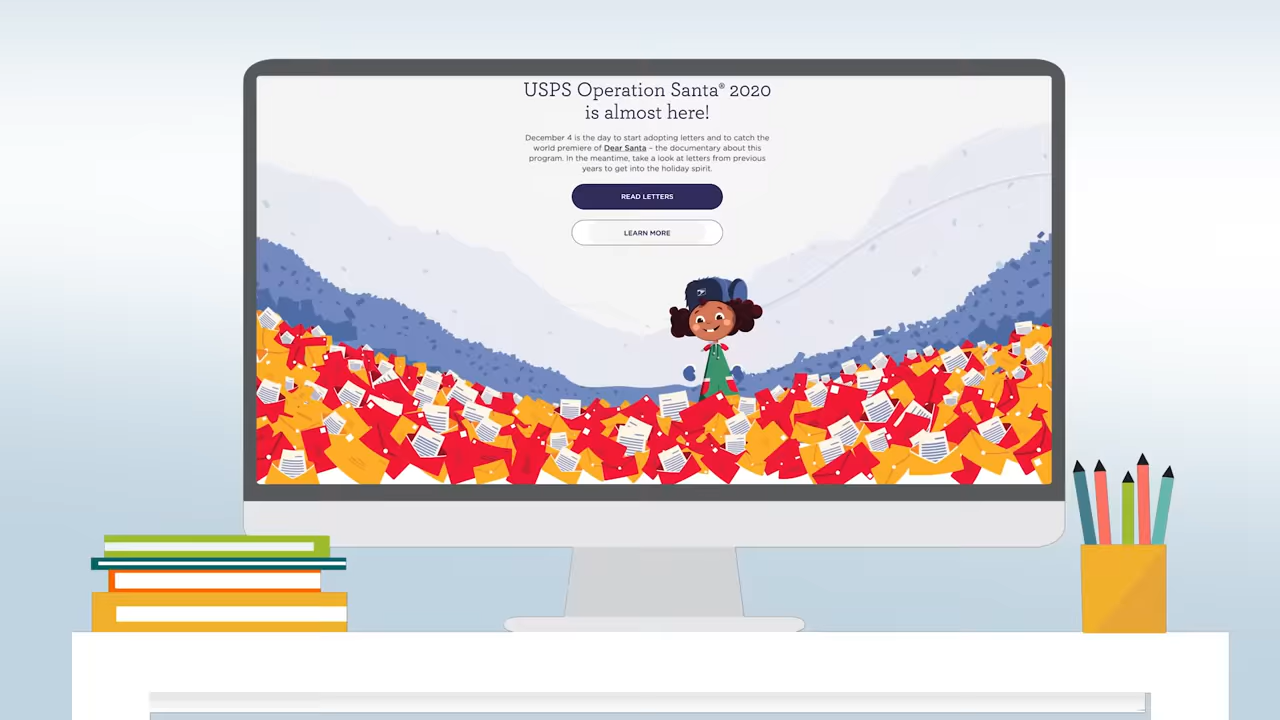 USPS Operation Santa® 2020
is almost here!
December 4 is the day to start adopting letters and to catch the
world premiere of Dear Santa – the documentary about this
program. In the meantime, take a look at letters from previous
years to get into the holiday spirit.
READ LETTERS
LEARN MORE